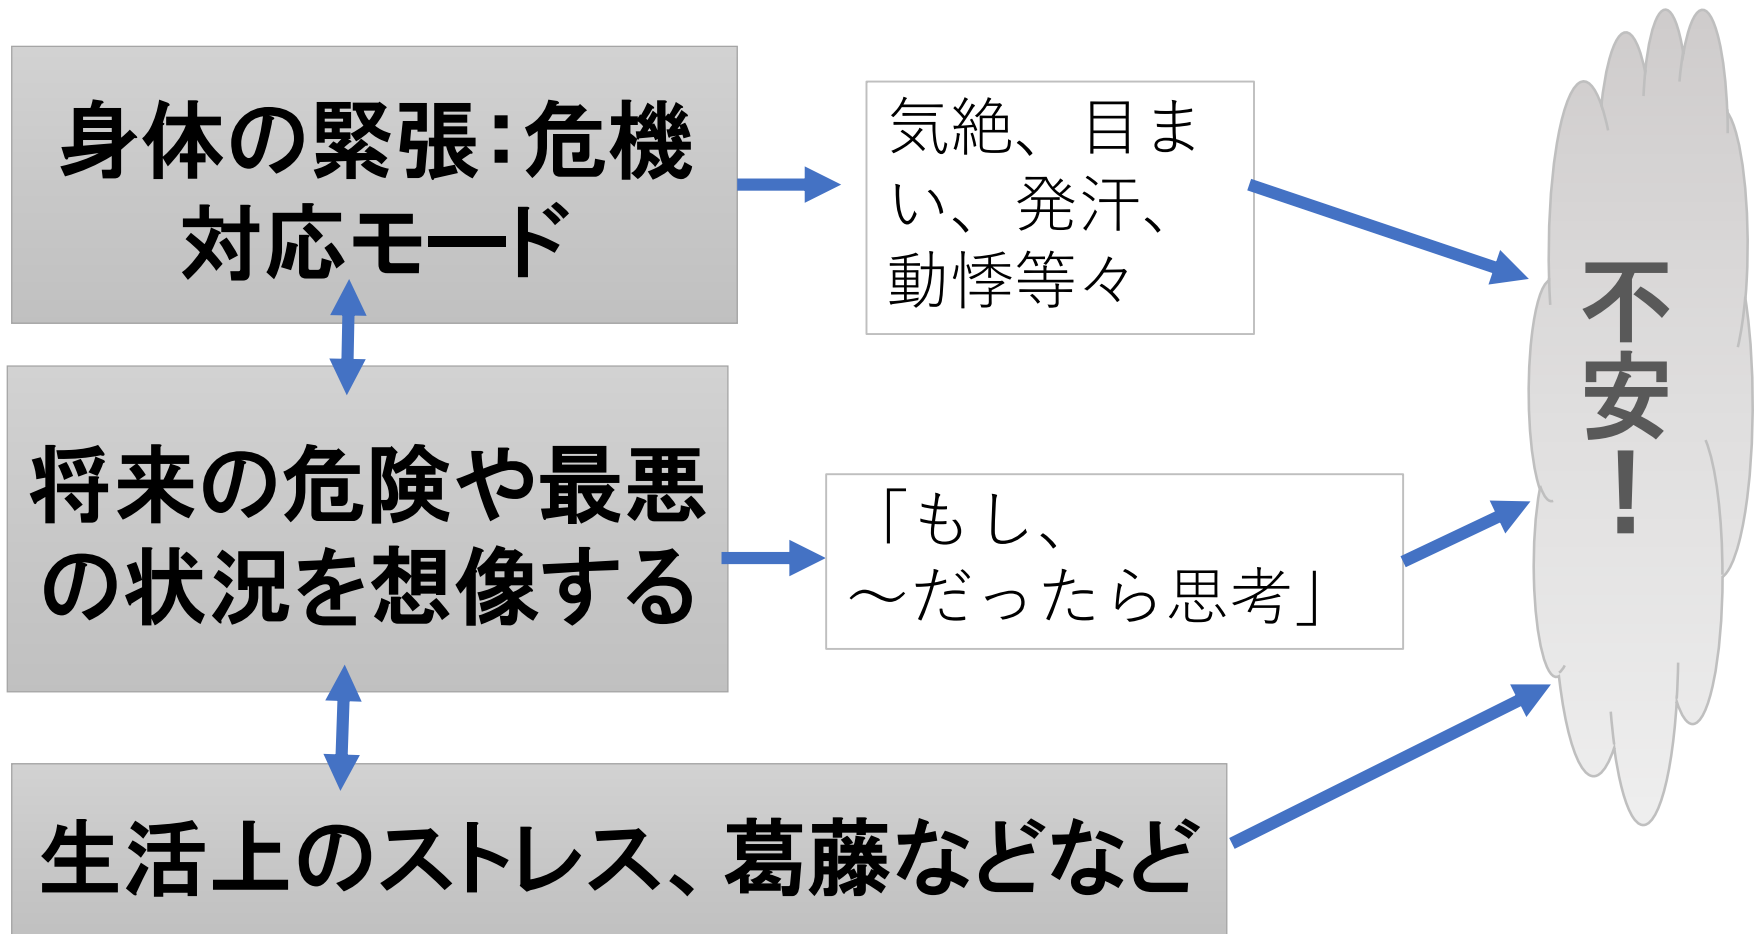 身体の緊張：危機
対応モード
気絶、目ま
い、発汗、
動悸等々
将来の危険や最悪
の状況を想像する
「もし、
～だったら思考」
生活上のストレス、葛藤などなど
不安！